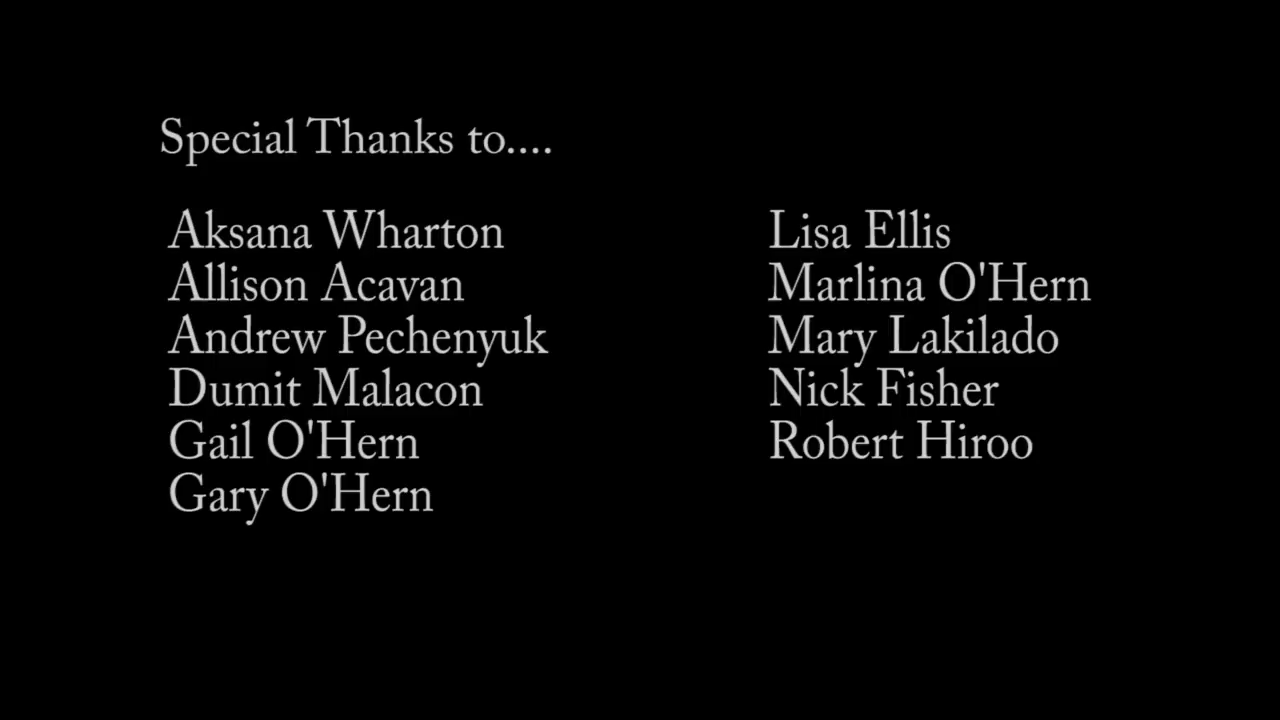 Special Thanks to....
Aksana Wharton
Allison Acavan
Andrew Pechenyuk
Dumit Malacon
Gail O'Hern
Gary O'Hern
Lisa Ellis
Marlina O'Hern
Mary Lakilado
Nick Fisher
Robert Hiroo